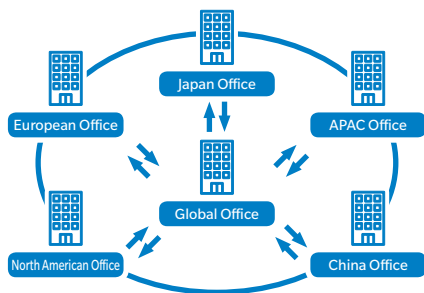 Japan Office
European Office
APAC Office
Global Office
North American Office
China Office